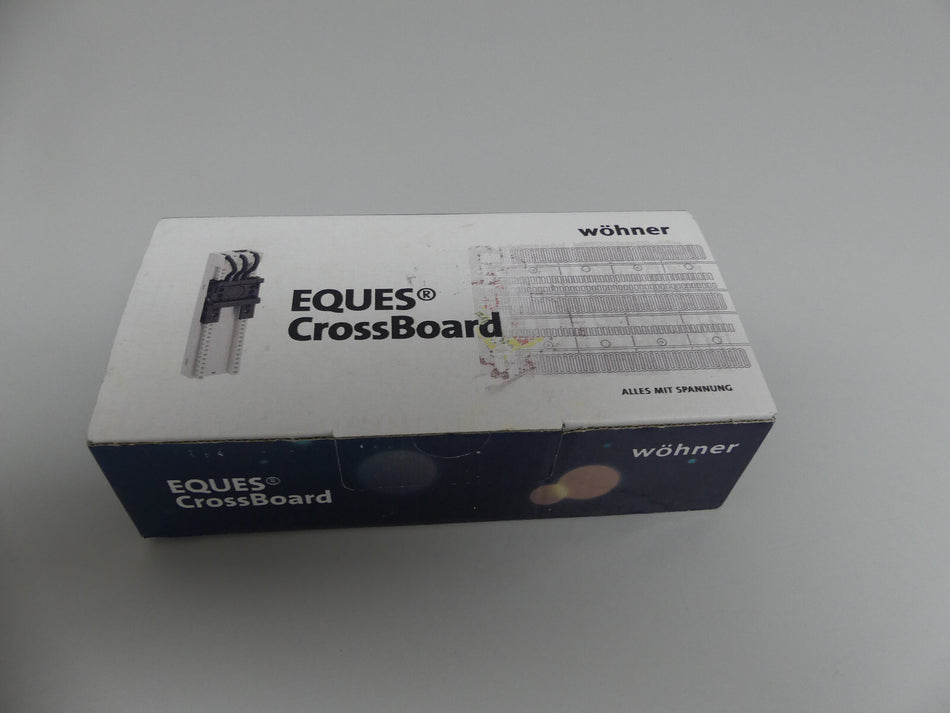 wöhner
EQUES®
CrossBoard
ALLES MIT SPANNUNG
wöhner
EQUES®
CrossBoard